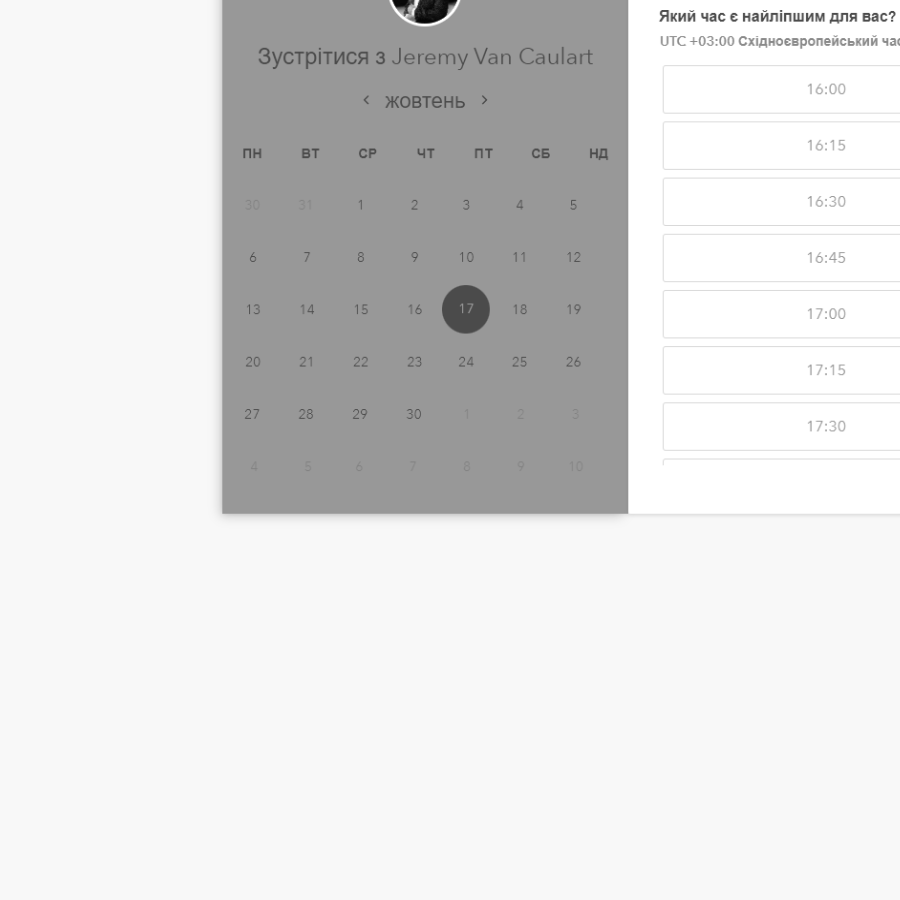 Зустрітися з Jeremy Van Caulart
жовтень
ПН ВТ СР ЧТ ПТ СБ НД
30 31 1 2 3 4 5
6 7 8 9 10 11 12
13 14 15 16 17 18 19
20 21 22 23 24 25 26
27 28 29 30 1 2 3
4 5 6 7 8 9 10
Який час є найліпшим для вас?
UTC +03:00 Східноєвропейський
16:00
16:15
16:30
16:45
17:00
17:15
17:30